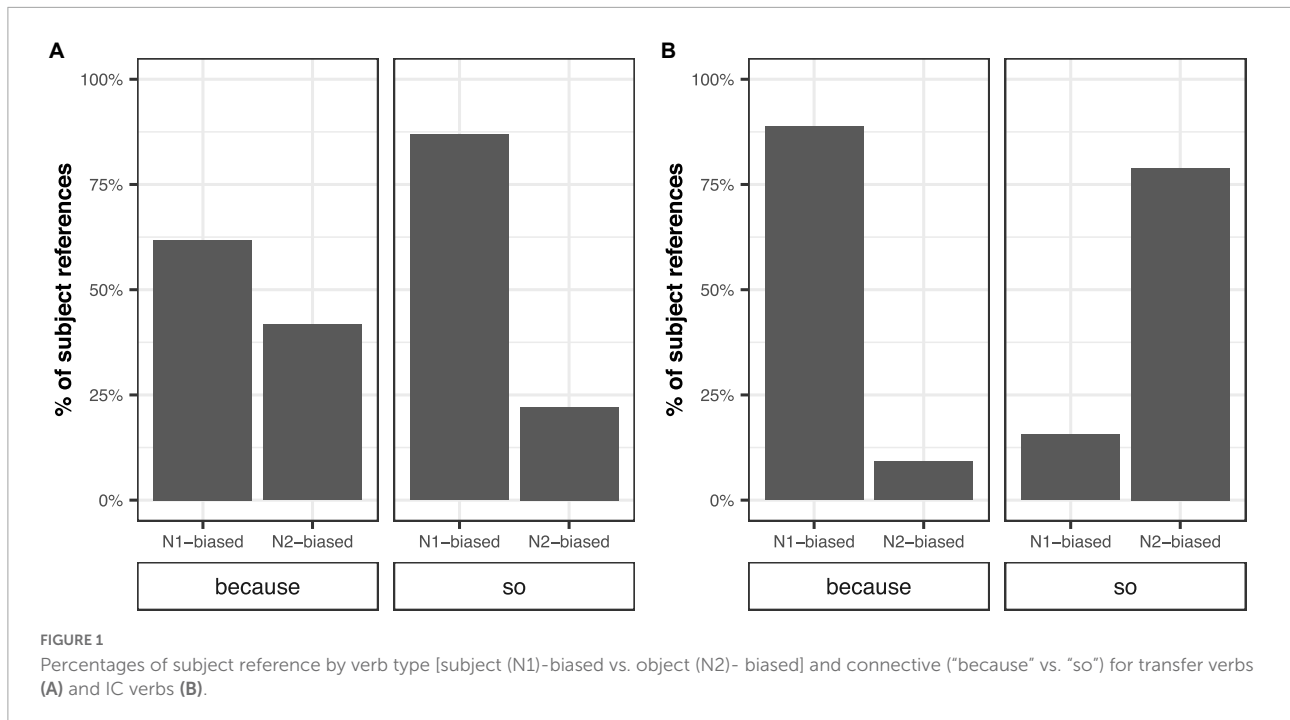 A
% of subject references
100%
75%
50%
25%
0%
N1–biased N2–biased N1–biased N2–biased
because so
B
% of subject references
100%
75%
50%
25%
0%
N1–biased N2–biased N1–biased N2–biased
because so
FIGURE 1
Percentages of subject reference by verb type [subject (N1)-biased vs. object (N2)- biased] and connective (“because” vs. “so”) for transfer verbs
(A) and IC verbs (B).